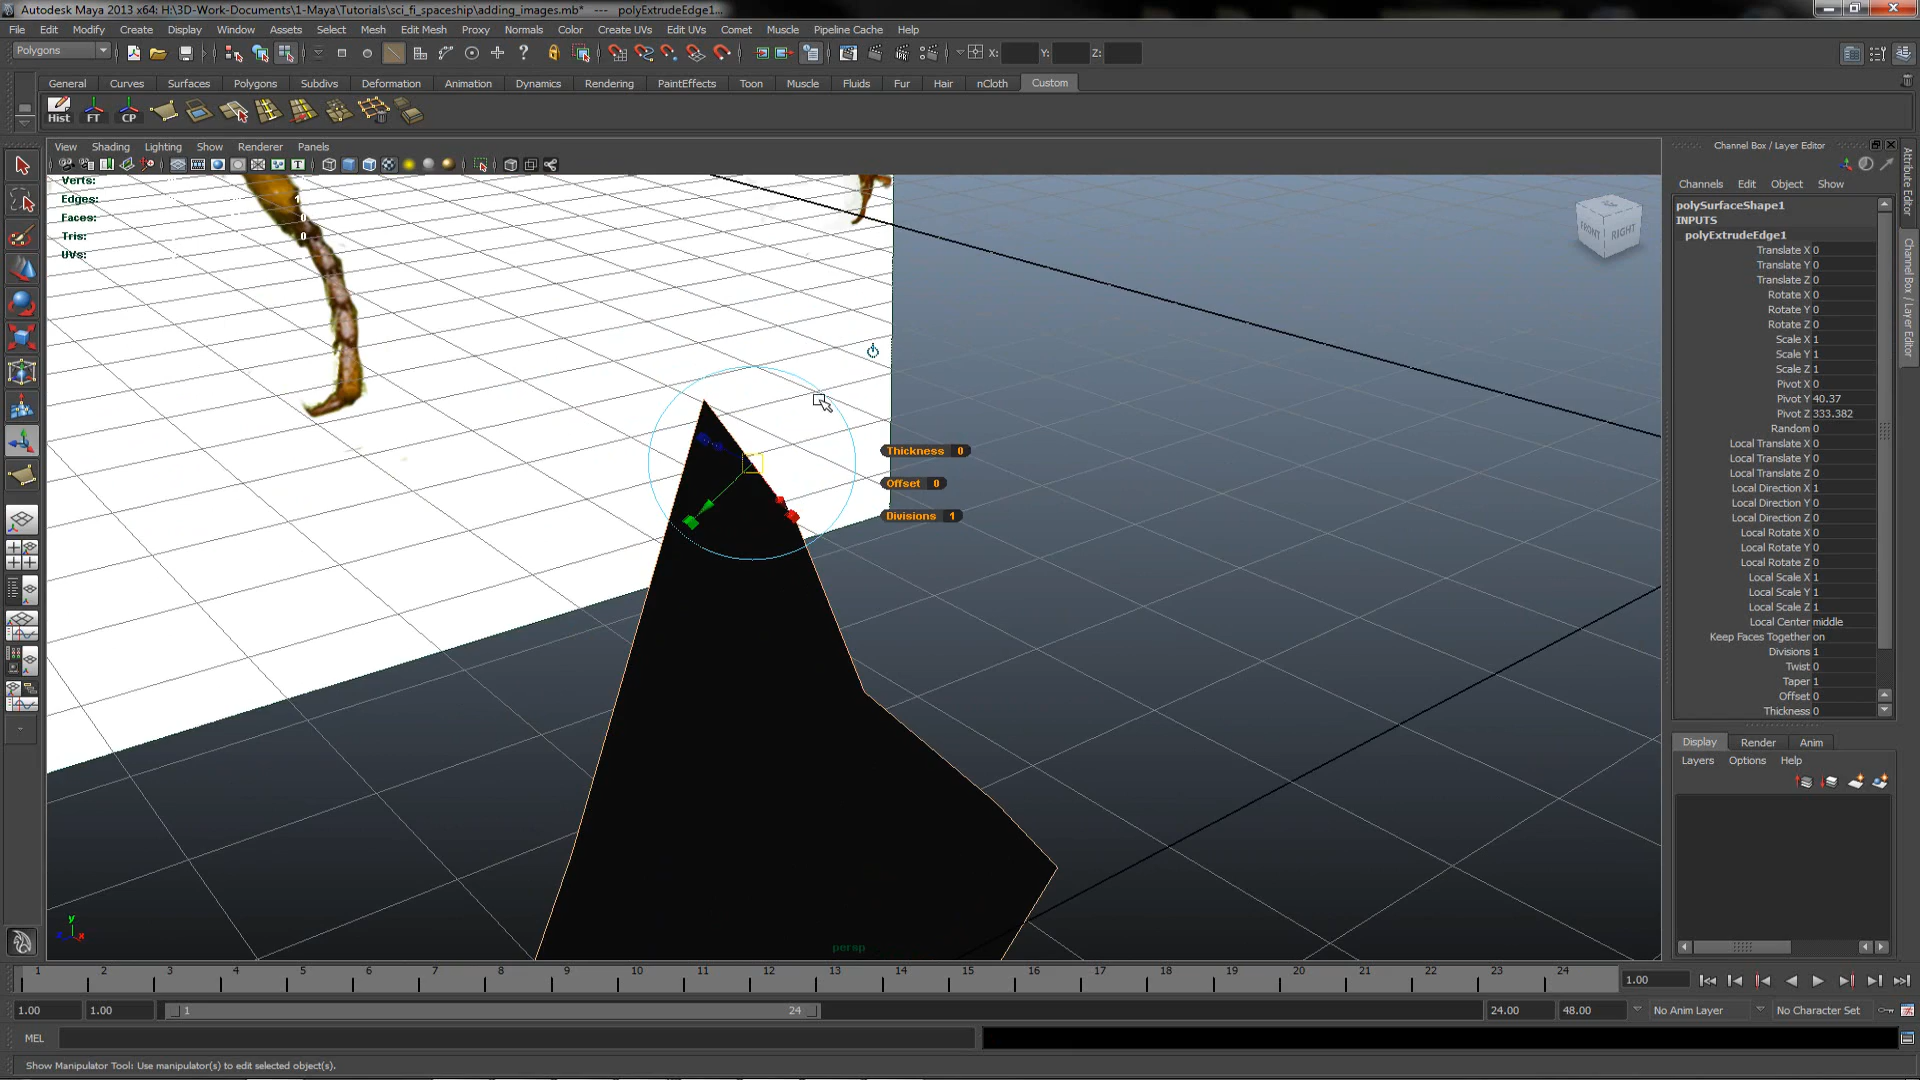 Autodesk Maya 2013 x64: H:\3D-Work-Documents\1-Maya\Tutorials\sci_fi_spaceship\adding_images.mb* --- polyExtrudeEdge1...
File Edit Modify Create Display Window Assets Select Mesh Edit Mesh Proxy Normals Color Create UVs Edit UVs Comet Muscle Pipeline Cache Help
Polygons X: Y: Z:
General Curves Surfaces Polygons Subdivs Deformation Animation Dynamics Rendering PaintEffects Toon Muscle Fluids Fur Hair nCloth Custom
Hist FT CP
View Shading Lighting Show Renderer Panels
Verts:
Edges: 1
Faces: 0
Tris: 0
UVs:
FRONT RIGHT
Thickness 0
Offset 0
Divisions 1
persp
y
x
Channel Box / Layer Editor
Channels Edit Object Show
polySurfaceShape1
INPUTS
polyExtrudeEdge1
Translate X 0
Translate Y 0
Translate Z 0
Rotate X 0
Rotate Y 0
Rotate Z 0
Scale X 1
Scale Y 1
Scale Z 1
Pivot X 0
Pivot Y 40.37
Pivot Z 333.382
Random 0
Local Translate X 0
Local Translate Y 0
Local Translate Z 0
Local Direction X 1
Local Direction Y 0
Local Direction Z 0
Local Rotate X 0
Local Rotate Y 0
Local Rotate Z 0
Local Scale X 1
Local Scale Y 1
Local Scale Z 1
Local Center middle
Keep Faces Together on
Divisions 1
Twist 0
Taper 1
Offset 0
Thickness 0
Attribute Editor
Channel Box / Layer Editor
Display Render Anim
Layers Options Help
1 2 3 4 5 6 7 8 9 10 11 12 13 14 15 16 17 18 19 20 21 22 23 24 1.00
1.00 1.00 1 24 24.00 48.00 No Anim Layer No Character Set
MEL
Show Manipulator Tool: Use manipulator(s) to edit selected object(s).